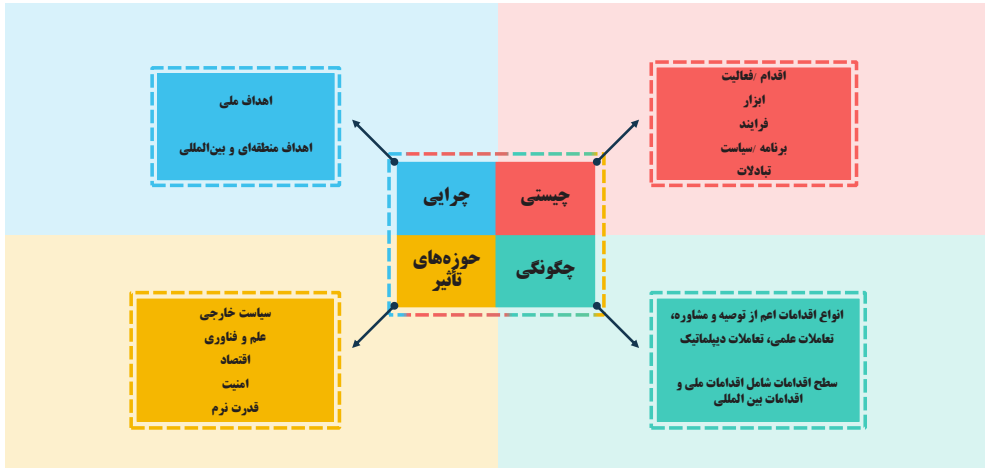 اقدام /فعالیت
ابزار
فرایند
برنامه /سیاست
تبادلات
اهداف ملی
اهداف منطقه‌ای و بین‌المللی
چیستی
چرایی
چگونگی
حوزه‌های
تأثیر
انواع اقدامات اعم از توصیه و مشاوره،
تعاملات علمی، تعاملات دیپلماتیک
سطح اقدامات شامل اقدامات ملی و
اقدامات بین المللی
سیاست خارجی
علم و فناوری
اقتصاد
امنیت
قدرت نرم